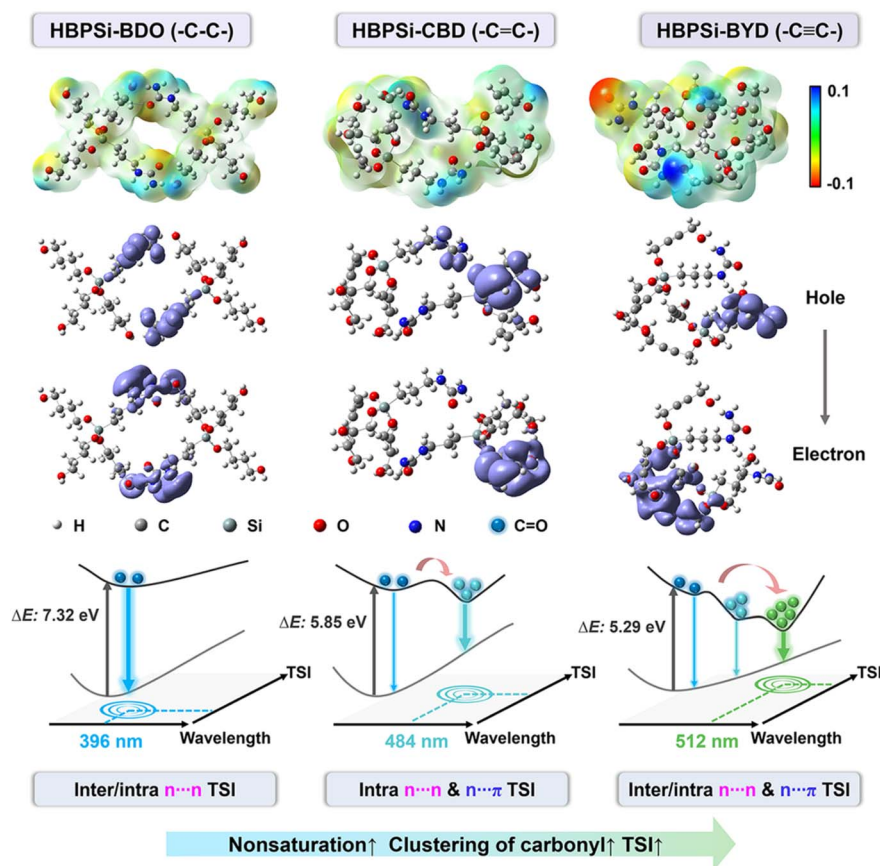 HBPSi-BDO (-C-C-) HBPSi-CBD (-C=C-) HBPSi-BYD (-C≡C-)
0.1
-0.1
Hole
Electron
H C Si O N C=O
ΔE: 7.32 eV ΔE: 5.85 eV ΔE: 5.29 eV
TSI TSI TSI
396 nm Wavelength 484 nm Wavelength 512 nm Wavelength
Inter/intra n···n TSI Intra n···n & n···π TSI Inter/intra n···n & n···π TSI
Nonsaturation↑ Clustering of carbonyl↑ TSI↑